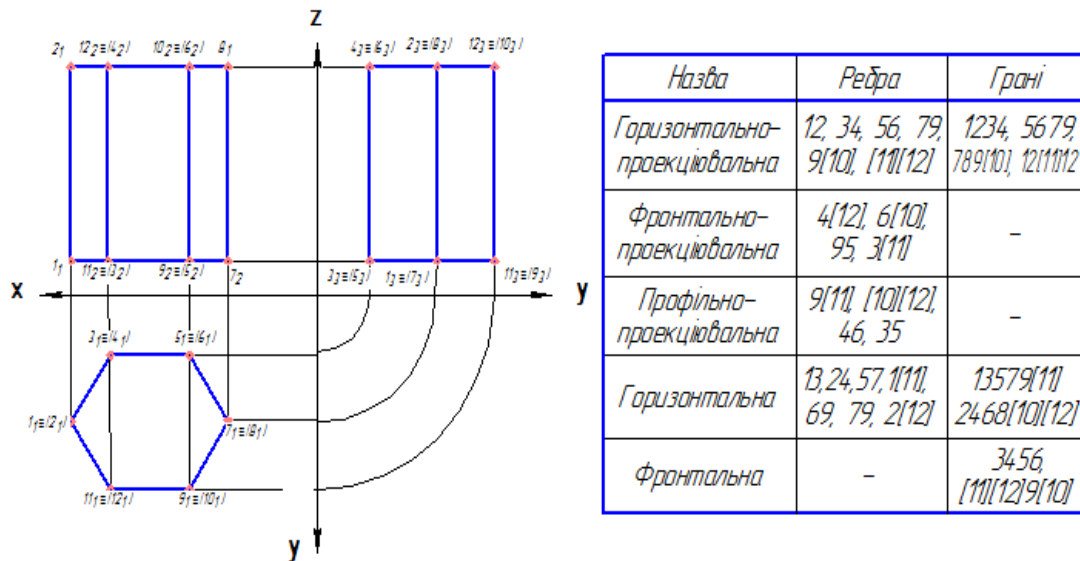 z
2₁ 12₂≡(4₂) 10₂≡(6₂) 8₁ 4₃≡(6₃) 2₃≡(8₃) 12₃≡(10₃)
1₁ 11₂≡(3₂) 9₂≡(5₂) 7₂ 3₃≡(5₃) 1₃≡(7₃) 11₃≡(9₃)
x y
3₁≡(4₁) 5₁≡(6₁)
1₁≡(2₁) 7₁≡(8₁)
11₁≡(12₁) 9₁≡(10₁)
y
Назва Ребра Грані
Горизонтально-
проекціювальна
12, 34, 56, 79,
9[10], [11][12]
1234, 5679,
789[10], 12[11]12
Фронтально-
проекціювальна
4[12], 6[10],
95, 3[11]
–
Профільно-
проекціювальна
9[11], [10][12],
46, 35
–
Горизонтальна
13,24,57,1[11],
69, 79, 2[12]
13579[11]
2468[10][12]
Фронтальна
–
3456,
[11][12]9[10]